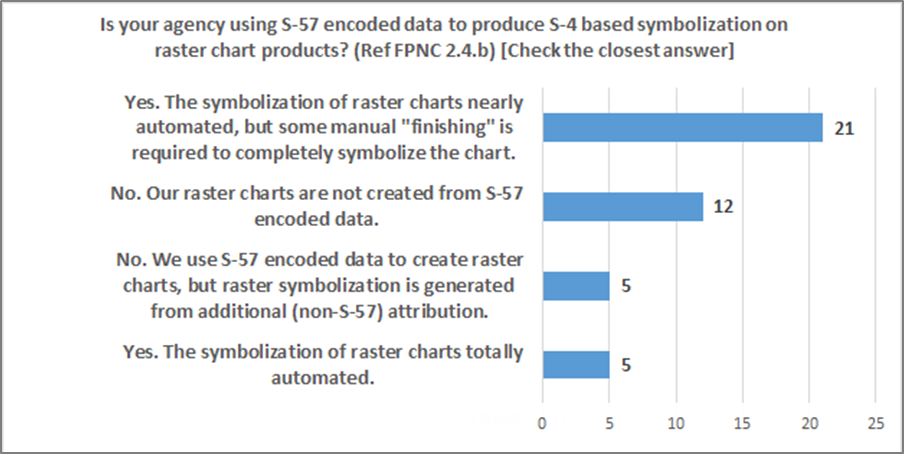 Is your agency using S-57 encoded data to produce S-4 based symbolization on
raster chart products? (Ref FPNC 2.4.b) [Check the closest answer]
Yes. The symbolization of raster charts nearly
automated, but some manual "finishing" is
required to completely symbolize the chart.
21
No. Our raster charts are not created from S-57
encoded data.
12
No. We use S-57 encoded data to create raster
charts, but raster symbolization is generated
from additional (non-S-57) attribution.
5
Yes. The symbolization of raster charts totally
automated.
5
0 5 10 15 20 25